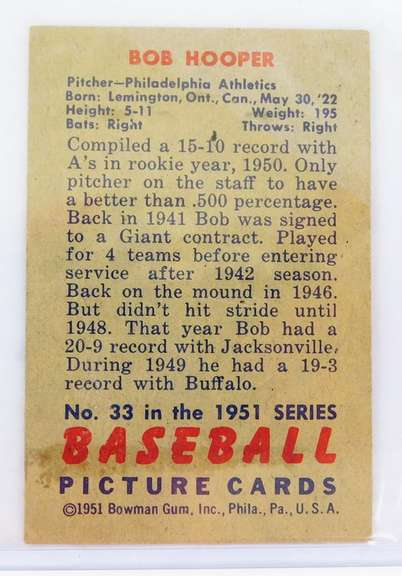 BOB HOOPER
Pitcher—Philadelphia Athletics
Born: Lemington, Ont., Can., May 30, '22
Height: 5-11 Weight: 195
Bats: Right Throws: Right
Compiled a 15-10 record with
A's in rookie year, 1950. Only
pitcher on the staff to have
a better than .500 percentage.
Back in 1941 Bob was signed
to a Giant contract. Played
for 4 teams before entering
service after 1942 season.
Back on the mound in 1946.
But didn't hit stride until
1948. That year Bob had a
20-9 record with Jacksonville.
During 1949 he had a 19-3
record with Buffalo.
No. 33 in the 1951 SERIES
BASEBALL
PICTURE CARDS
©1951 Bowman Gum, Inc., Phila., Pa., U. S. A.